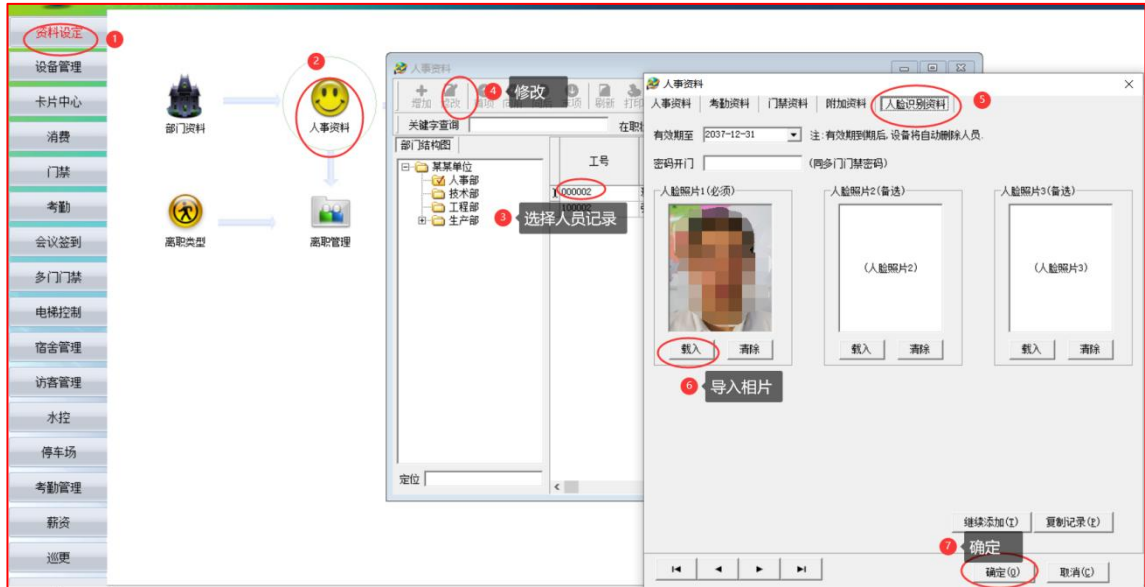 资料设定
1
设备管理
卡片中心
消费
门禁
考勤
会议签到
多门门禁
电梯控制
宿舍管理
访客管理
水控
停车场
考勤管理
薪资
巡更
部门资料
2
人事资料
离职类型
离职管理
人事资料
增加
修改
刷新
打印
4
修改
关键字查询
在职
部门结构图
某某单位
人事部
技术部
工程部
生产部
工号
000002
100002
3
选择人员记录
定位
人事资料
人事资料
考勤资料
门禁资料
附加资料
人脸识别资料
5
有效期至
2037-12-31
注:有效期到期后,设备将自动删除人员.
密码开门
(同多门门禁密码)
人脸照片1(必须)
人脸照片2(备选)
人脸照片3(备选)
(人脸照片2)
(人脸照片3)
载入
清除
载入
清除
载入
清除
6
导入相片
继续添加(I)
复制记录(P)
7
确定
确定(O)
取消(C)